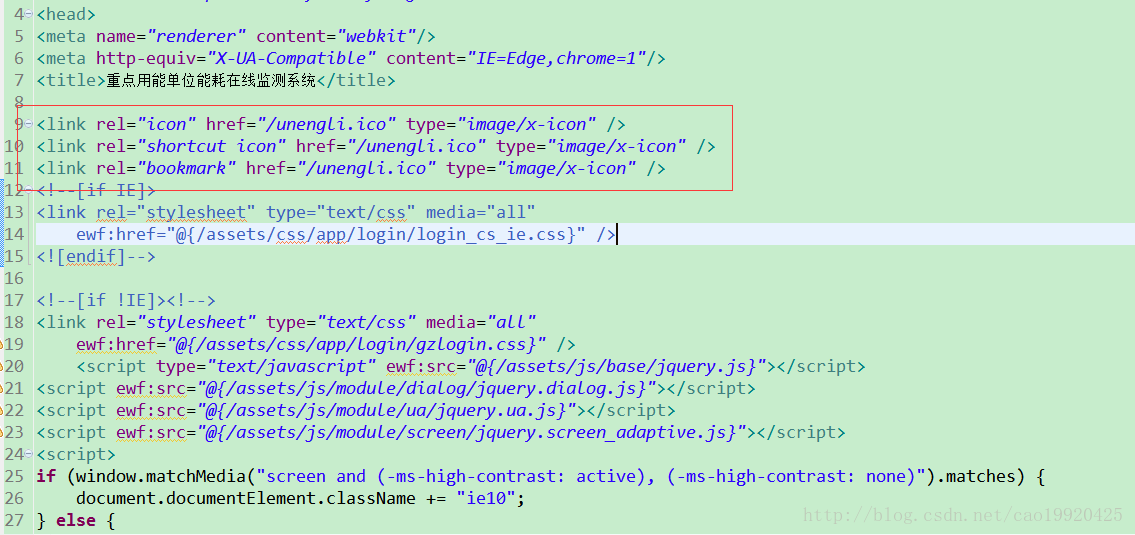 4 <head>
5 <meta name="renderer" content="webkit"/>
6 <meta http-equiv="X-UA-Compatible" content="IE=Edge,chrome=1"/>
7 <title>重点用能单位能耗在线监测系统</title>
8
9 <link rel="icon" href="/unengli.ico" type="image/x-icon" />
10 <link rel="shortcut icon" href="/unengli.ico" type="image/x-icon" />
11 <link rel="bookmark" href="/unengli.ico" type="image/x-icon" />
12 <!--[if IE]>
13 <link rel="stylesheet" type="text/css" media="all"
14 ewf:href="@{/assets/css/app/login/login_cs_ie.css}" />
15 <![endif]-->
16
17 <!--[if !IE]><!-->
18 <link rel="stylesheet" type="text/css" media="all"
19 ewf:href="@{/assets/css/app/login/gzlogin.css}" />
20 <script type="text/javascript" ewf:src="@{/assets/js/base/jquery.js}"></script>
21 <script ewf:src="@{/assets/js/module/dialog/jquery.dialog.js}"></script>
22 <script ewf:src="@{/assets/js/module/ua/jquery.ua.js}"></script>
23 <script ewf:src="@{/assets/js/module/screen/jquery.screen_adaptive.js}"></script>
24 <script>
25 if (window.matchMedia("screen and (-ms-high-contrast: active), (-ms-high-contrast: none)").matches) {
26 document.documentElement.className += "ie10";
27 } else {
http://blog.csdn.net/cao19920425